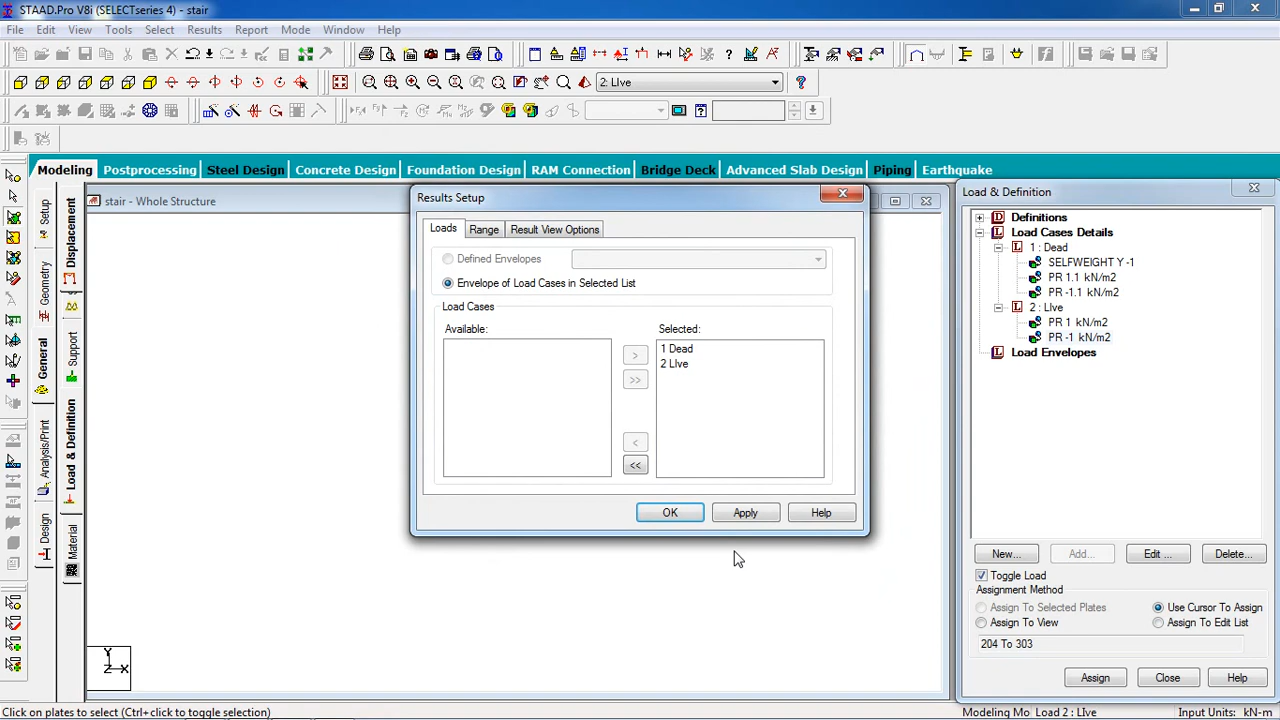 STAAD.Pro V8i (SELECTseries 4) - stair
File Edit View Tools Select Results Report Mode Window Help
2: LIve
Modeling Postprocessing Steel Design Concrete Design Foundation Design RAM Connection Bridge Deck Advanced Slab Design Piping Earthquake
Setup
Geometry
General
Analysis/Print
Design
Displacement
Support
Load & Definition
Material
stair - Whole Structure
Results Setup
Loads Range Result View Options
Defined Envelopes
Envelope of Load Cases in Selected List
Load Cases
Available: Selected:
1 Dead
2 LIve
> 
>>
<
<<
OK Apply Help
Y
Z X
Load & Definition
Definitions
Load Cases Details
1 : Dead
SELFWEIGHT Y -1
PR 1.1 kN/m2
PR -1.1 kN/m2
2 : LIve
PR 1 kN/m2
PR -1 kN/m2
Load Envelopes
New... Add... Edit ... Delete...
Toggle Load
Assignment Method
Assign To Selected Plates Use Cursor To Assign
Assign To View Assign To Edit List
204 To 303
Assign Close Help
Click on plates to select (Ctrl+click to toggle selection) Modeling Mo Load 2 : LIve Input Units: kN-m